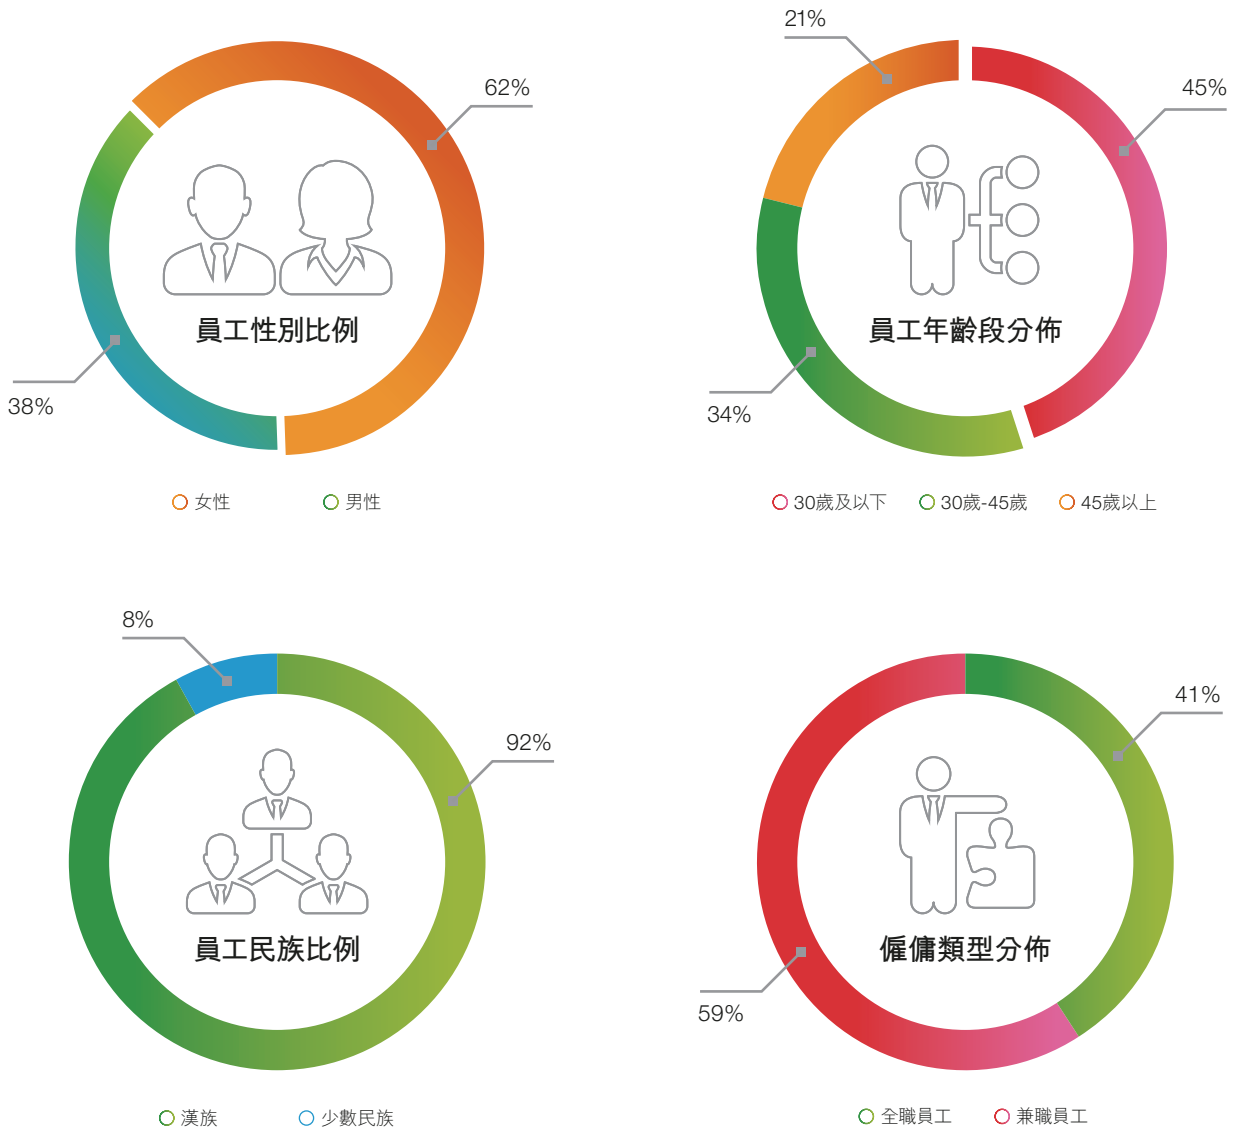 62%
38%
員工性別比例
女性
男性
21%
45%
34%
員工年齡段分佈
30歲及以下
30歲-45歲
45歲以上
8%
92%
員工民族比例
漢族
少數民族
41%
59%
僱傭類型分佈
全職員工
兼職員工